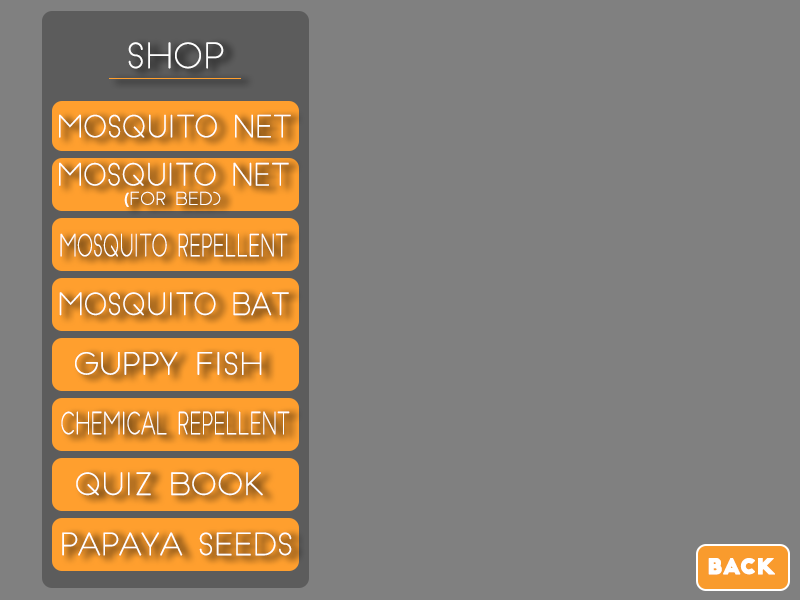 SHOP
MOSQUITO NET
MOSQUITO NET
(FOR BED)
MOSQUITO REPELLENT
MOSQUITO BAT
GUPPY FISH
CHEMICAL REPELLENT
QUIZ BOOK
PAPAYA SEEDS
BACK